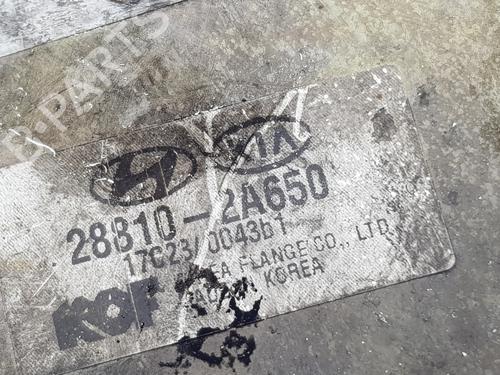 B-PARTS
KIA
28810-2A650
17C23/0043b1
KOF
FLANGE CO., LTD.
KOREA